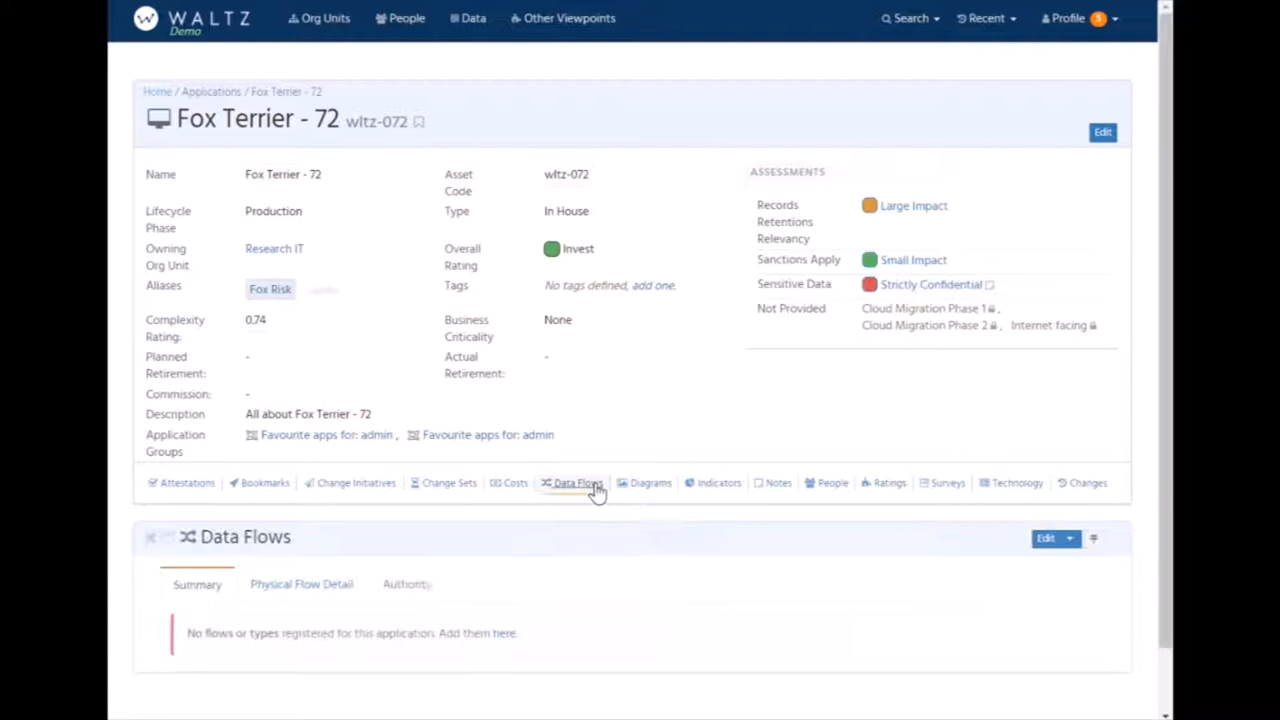 WALTZ
Demo
Org Units
People
Data
Other Viewpoints
Search
Recent
Profile 5
Home / Applications / Fox Terrier - 72
Fox Terrier - 72 wltz-072
Edit
Name
Fox Terrier - 72
Asset Code
wltz-072
Lifecycle Phase
Production
Type
In House
Owning Org Unit
Research IT
Overall Rating
Invest
Aliases
Fox Risk
Tags
No tags defined, add one.
Complexity Rating:
0.74
Business Criticality
None
Planned Retirement:
-
Actual Retirement:
-
Commission:
-
Description
All about Fox Terrier - 72
Application Groups
Favourite apps for: admin , Favourite apps for: admin
ASSESSMENTS
Records Retentions Relevancy
Large Impact
Sanctions Apply
Small Impact
Sensitive Data
Strictly Confidential
Not Provided
Cloud Migration Phase 1 ,
Cloud Migration Phase 2 , Internet facing
Attestations
Bookmarks
Change Initiatives
Change Sets
Costs
Data Flows
Diagrams
Indicators
Notes
People
Ratings
Surveys
Technology
Changes
Data Flows
Edit
Summary
Physical Flow Detail
Authority
No flows or types registered for this application. Add them here.